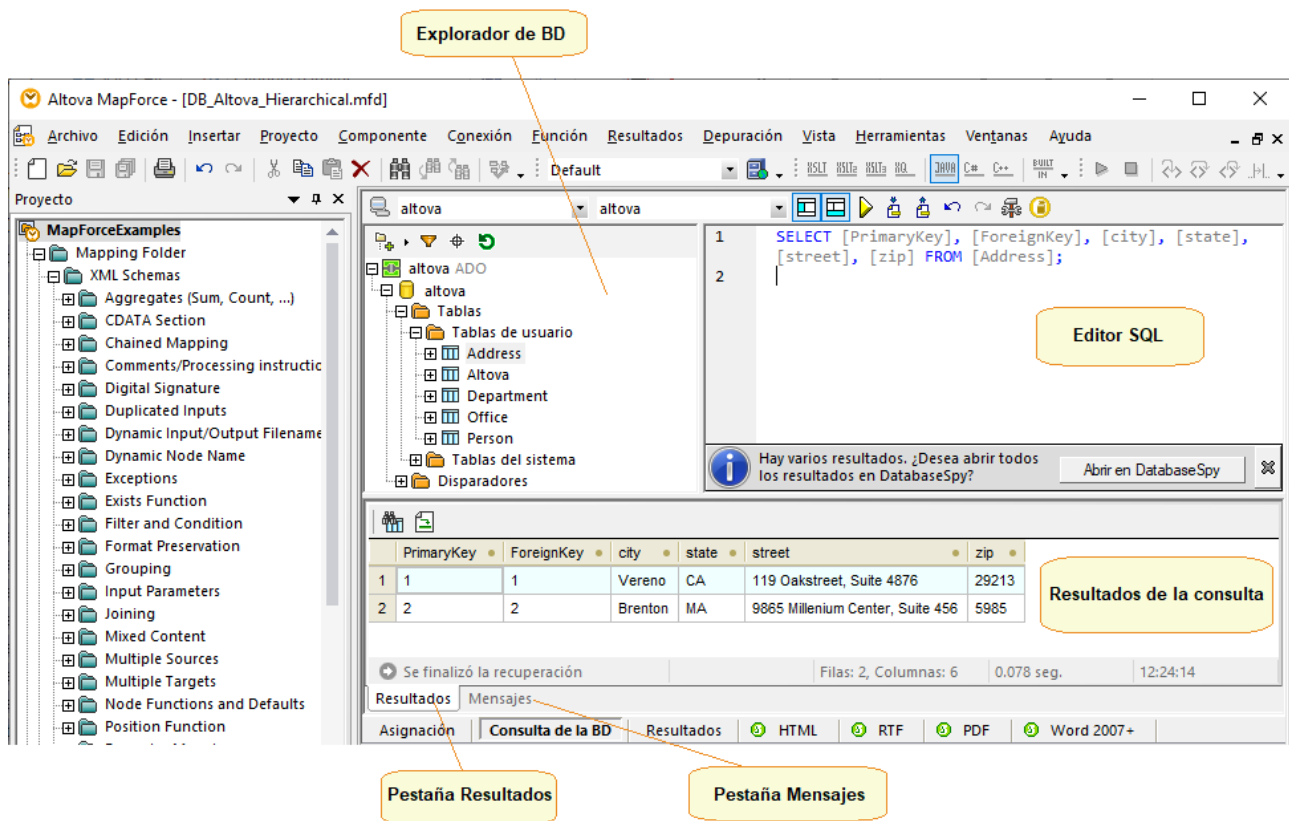 Explorador de BD
Altova MapForce - [DB_Altova_Hierarchical.mfd]
Archivo Edición Insertar Proyecto Componente Conexión Función Resultados Depuración Vista Herramientas Ventanas Ayuda
Default
XSLT XSLT2 XSLT3 XQ JAVA C# C++ BUILT IN
Proyecto
MapForceExamples
Mapping Folder
XML Schemas
Aggregates (Sum, Count, ...)
CDATA Section
Chained Mapping
Comments/Processing instructic
Digital Signature
Duplicated Inputs
Dynamic Input/Output Filename
Dynamic Node Name
Exceptions
Exists Function
Filter and Condition
Format Preservation
Grouping
Input Parameters
Joining
Mixed Content
Multiple Sources
Multiple Targets
Node Functions and Defaults
Position Function
altova altova
altova ADO
altova
Tablas
Tablas de usuario
Address
Altova
Department
Office
Person
Tablas del sistema
Disparadores
1 SELECT [PrimaryKey], [ForeignKey], [city], [state],
[street], [zip] FROM [Address];
2
Editor SQL
Hay varios resultados. ¿Desea abrir todos
los resultados en DatabaseSpy?
Abrir en DatabaseSpy
PrimaryKey ForeignKey city state street zip
1 1 1 Vereno CA 119 Oakstreet, Suite 4876 29213
2 2 2 Brenton MA 9865 Millenium Center, Suite 456 5985
Resultados de la consulta
Se finalizó la recuperación Filas: 2, Columnas: 6 0.078 seg. 12:24:14
Resultados Mensajes
Asignación Consulta de la BD Resultados HTML RTF PDF Word 2007+
Pestaña Resultados
Pestaña Mensajes